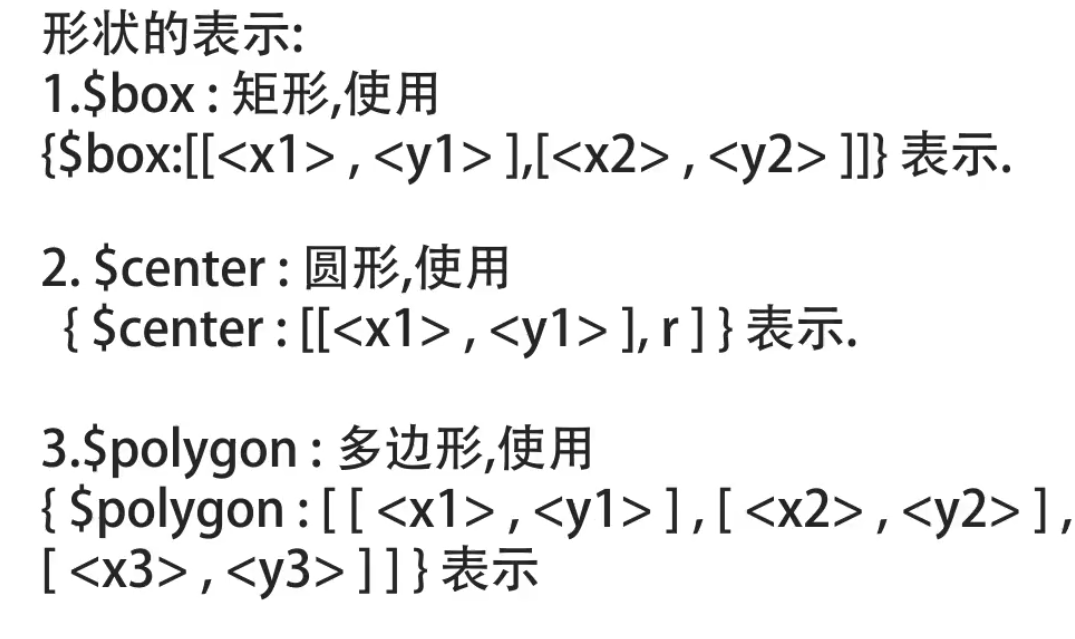 形状的表示:
1.$box : 矩形,使用
{$box:[[<x1> , <y1> ],[<x2> , <y2> ]]} 表示.
2. $center : 圆形,使用
{ $center : [[<x1> , <y1> ], r ] } 表示.
3.$polygon : 多边形,使用
{ $polygon : [ [ <x1> , <y1> ] , [ <x2> , <y2> ] ,
[ <x3> , <y3> ] ] } 表示